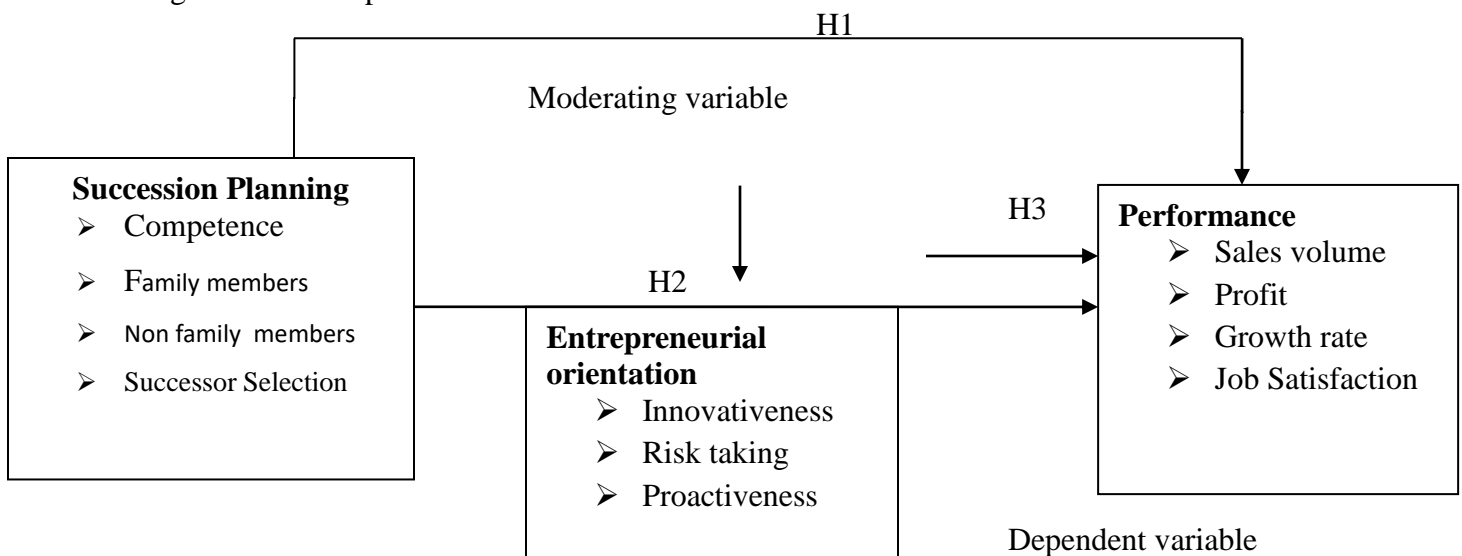 H1
Moderating variable
Succession Planning
➢ Competence
➢ Family members
➢ Non family members
➢ Successor Selection
H2
Entrepreneurial
orientation
➢ Innovativeness
➢ Risk taking
➢ Proactiveness
H3
Performance
➢ Sales volume
➢ Profit
➢ Growth rate
➢ Job Satisfaction
Dependent variable